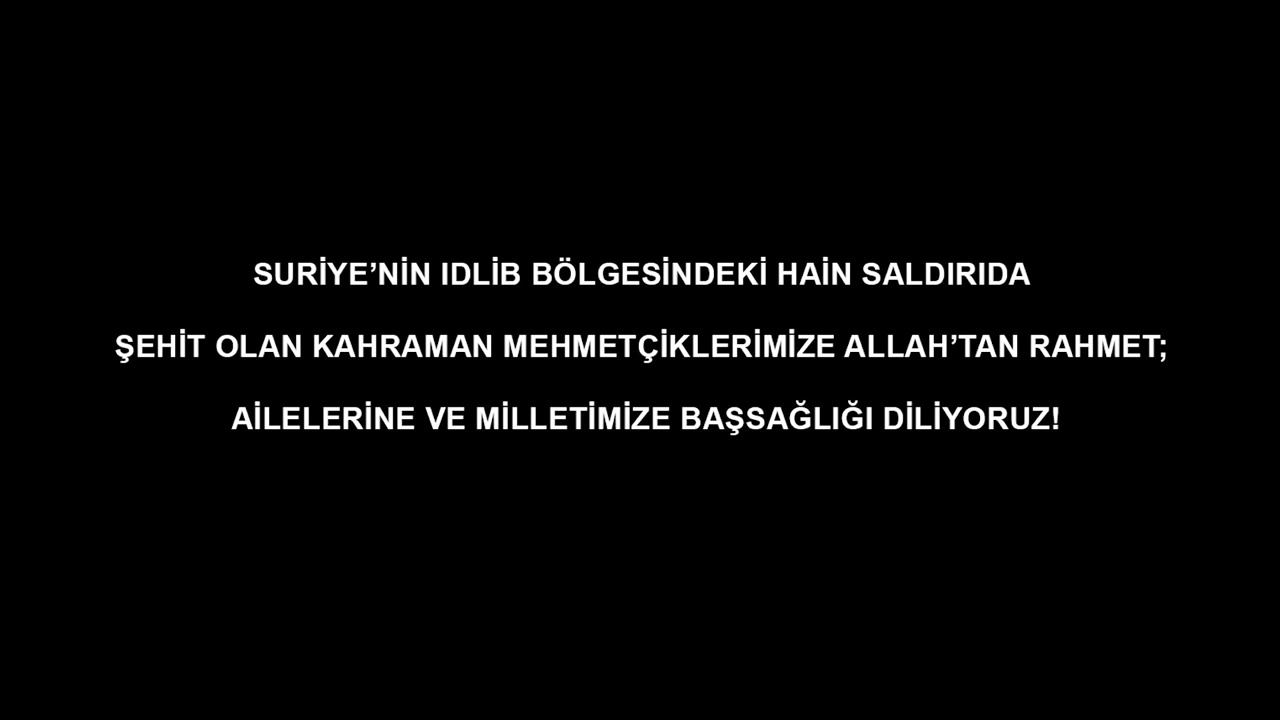 SURİYE’NİN IDLİB BÖLGESİNDEKİ HAİN SALDIRIDA
ŞEHİT OLAN KAHRAMAN MEHMETÇİKLERİMİZE ALLAH’TAN RAHMET;
AİLELERİNE VE MİLLETİMİZE BAŞSAĞLIĞI DİLİYORUZ!